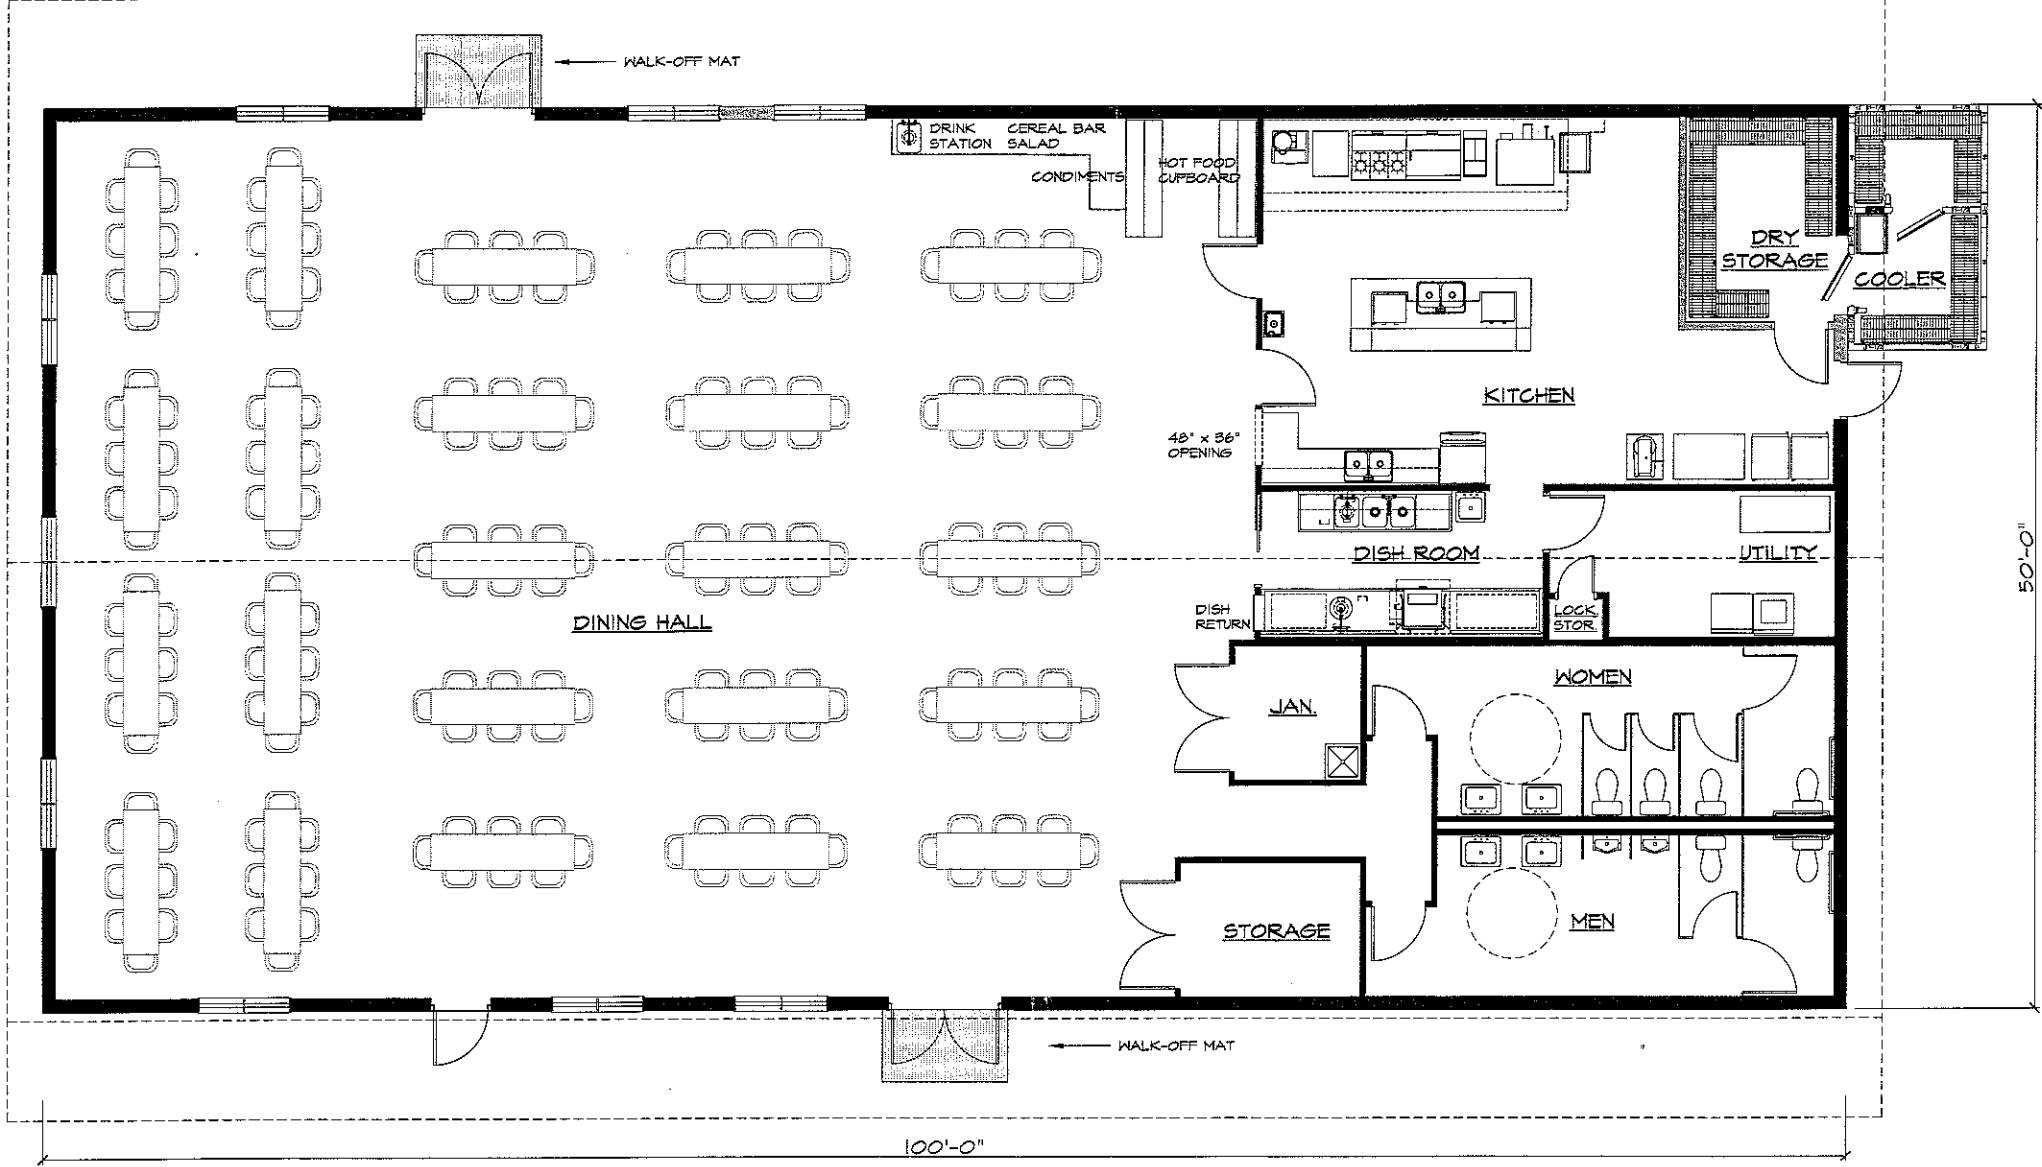 WALK-OFF MAT
DRINK
STATION
CEREAL BAR
SALAD
CONDIMENTS
HOT FOOD
CUPBOARD
DRY
STORAGE
COOLER
KITCHEN
48" x 36"
OPENING
DISH ROOM
UTILITY
DISH
RETURN
LOCK
STOR.
DINING HALL
WOMEN
JAN.
STORAGE
MEN
WALK-OFF MAT
50'-0"
100'-0"